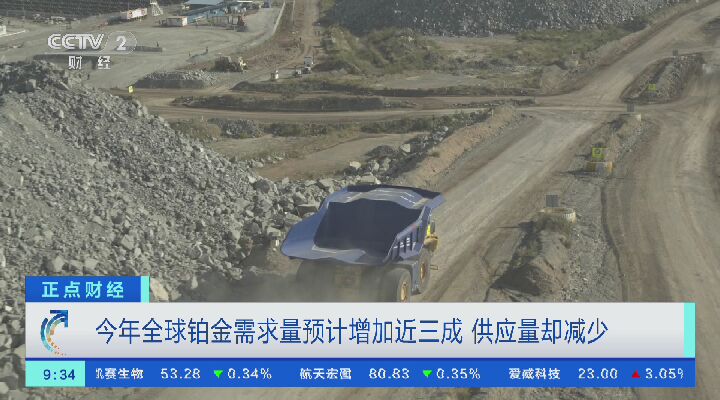 CCTV 2
财经
正点财经
今年全球铂金需求量预计增加近三成 供应量却减少
9:34 凯赛生物 53.28 ▼0.34% 航天宏图 80.83 ▼0.35% 爱威科技 23.00 ▲3.05%